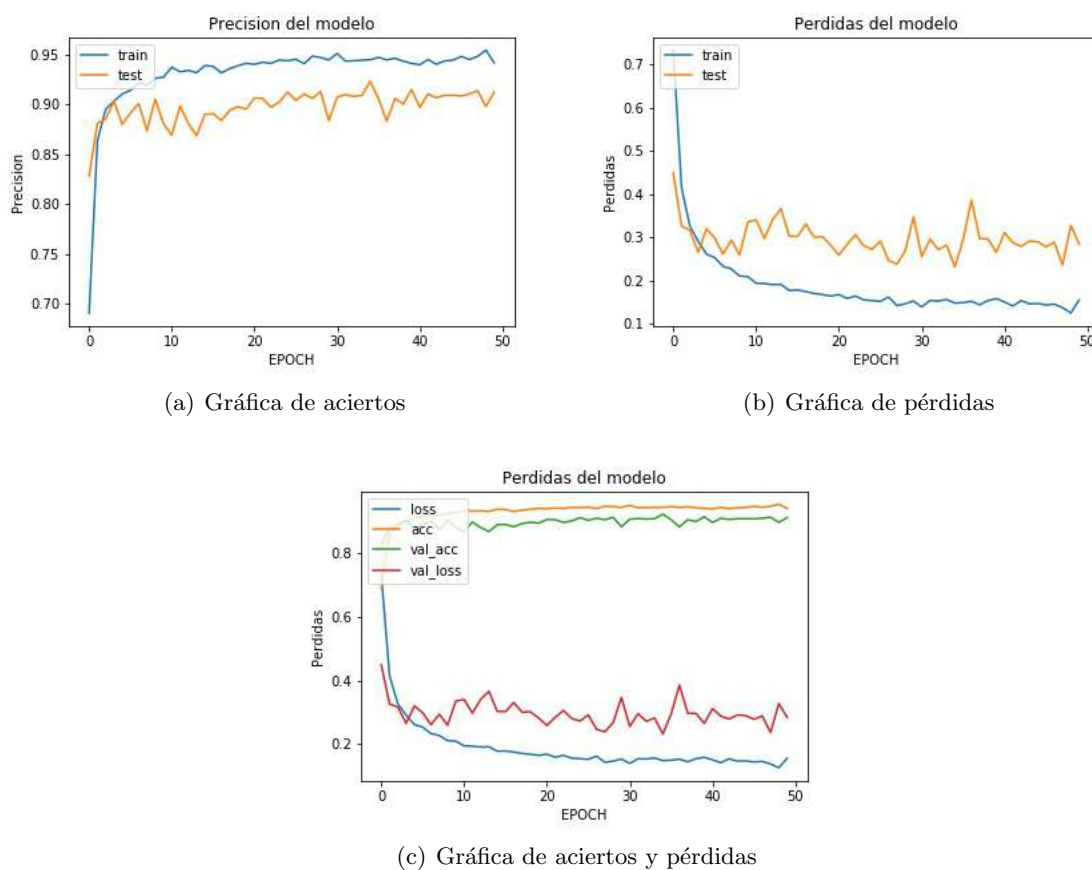 Precision del modelo
train
test
0.95
0.90
0.85
0.80
0.75
0.70
Precision
0 10 20 30 40 50
EPOCH
(a) Gráfica de aciertos
Perdidas del modelo
train
test
0.7
0.6
0.5
0.4
0.3
0.2
0.1
Perdidas
0 10 20 30 40 50
EPOCH
(b) Gráfica de pérdidas
Perdidas del modelo
loss
acc
val_acc
val_loss
0.8
0.6
0.4
0.2
Perdidas
0 10 20 30 40 50
EPOCH
(c) Gráfica de aciertos y pérdidas